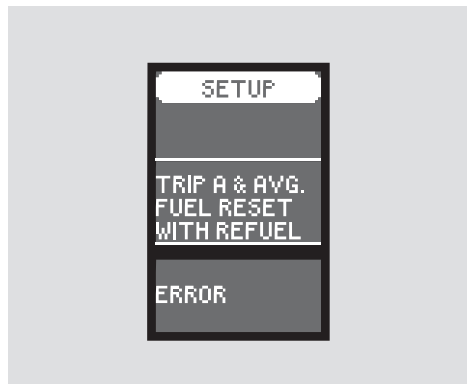 SETUP
TRIP A & AVG.
FUEL RESET
WITH REFUEL
ERROR